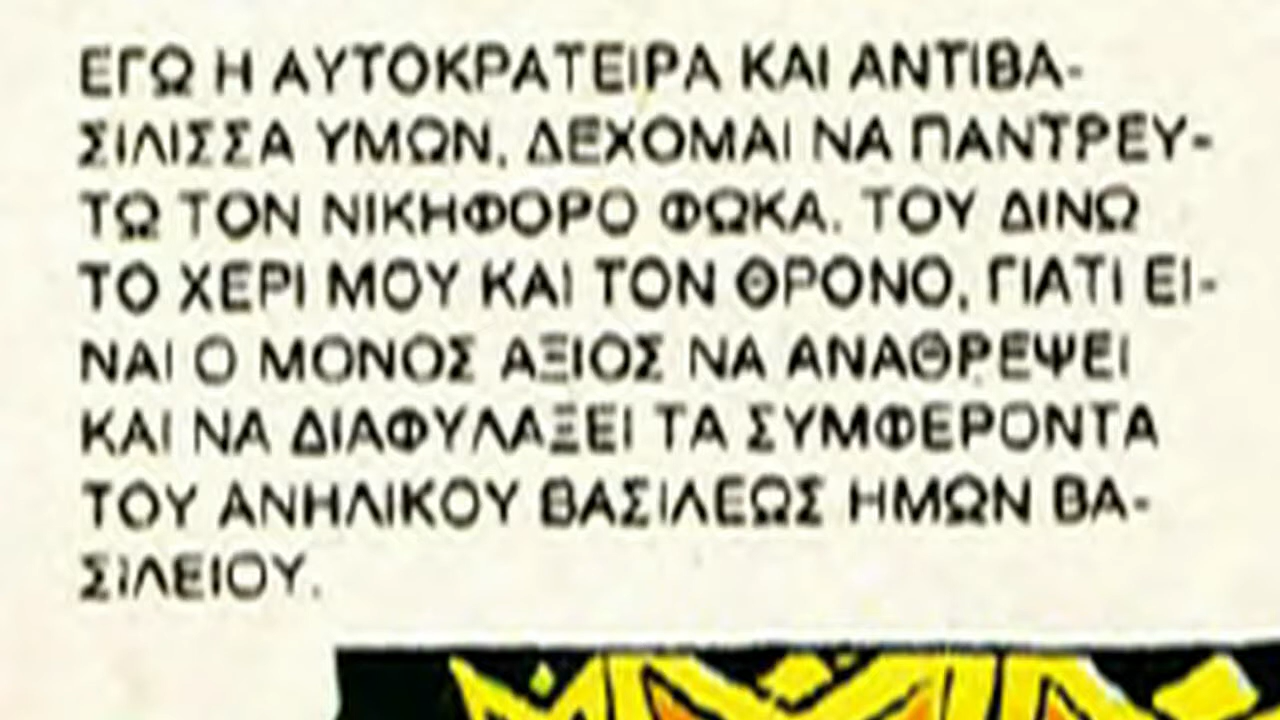 ΕΓΩ Η ΑΥΤΟΚΡΑΤΕΙΡΑ ΚΑΙ ΑΝΤΙΒΑ-
ΣΙΛΙΣΣΑ ΥΜΩΝ, ΔΕΧΟΜΑΙ ΝΑ ΠΑΝΤΡΕΥ-
ΤΩ ΤΟΝ ΝΙΚΗΦΟΡΟ ΦΩΚΑ. ΤΟΥ ΔΙΝΩ
ΤΟ ΧΕΡΙ ΜΟΥ ΚΑΙ ΤΟΝ ΘΡΟΝΟ, ΓΙΑΤΙ ΕΙ-
ΝΑΙ Ο ΜΟΝΟΣ ΑΞΙΟΣ ΝΑ ΑΝΑΘΡΕΨΕΙ
ΚΑΙ ΝΑ ΔΙΑΦΥΛΑΞΕΙ ΤΑ ΣΥΜΦΕΡΟΝΤΑ
ΤΟΥ ΑΝΗΛΙΚΟΥ ΒΑΣΙΛΕΩΣ ΗΜΩΝ ΒΑ-
ΣΙΛΕΙΟΥ.